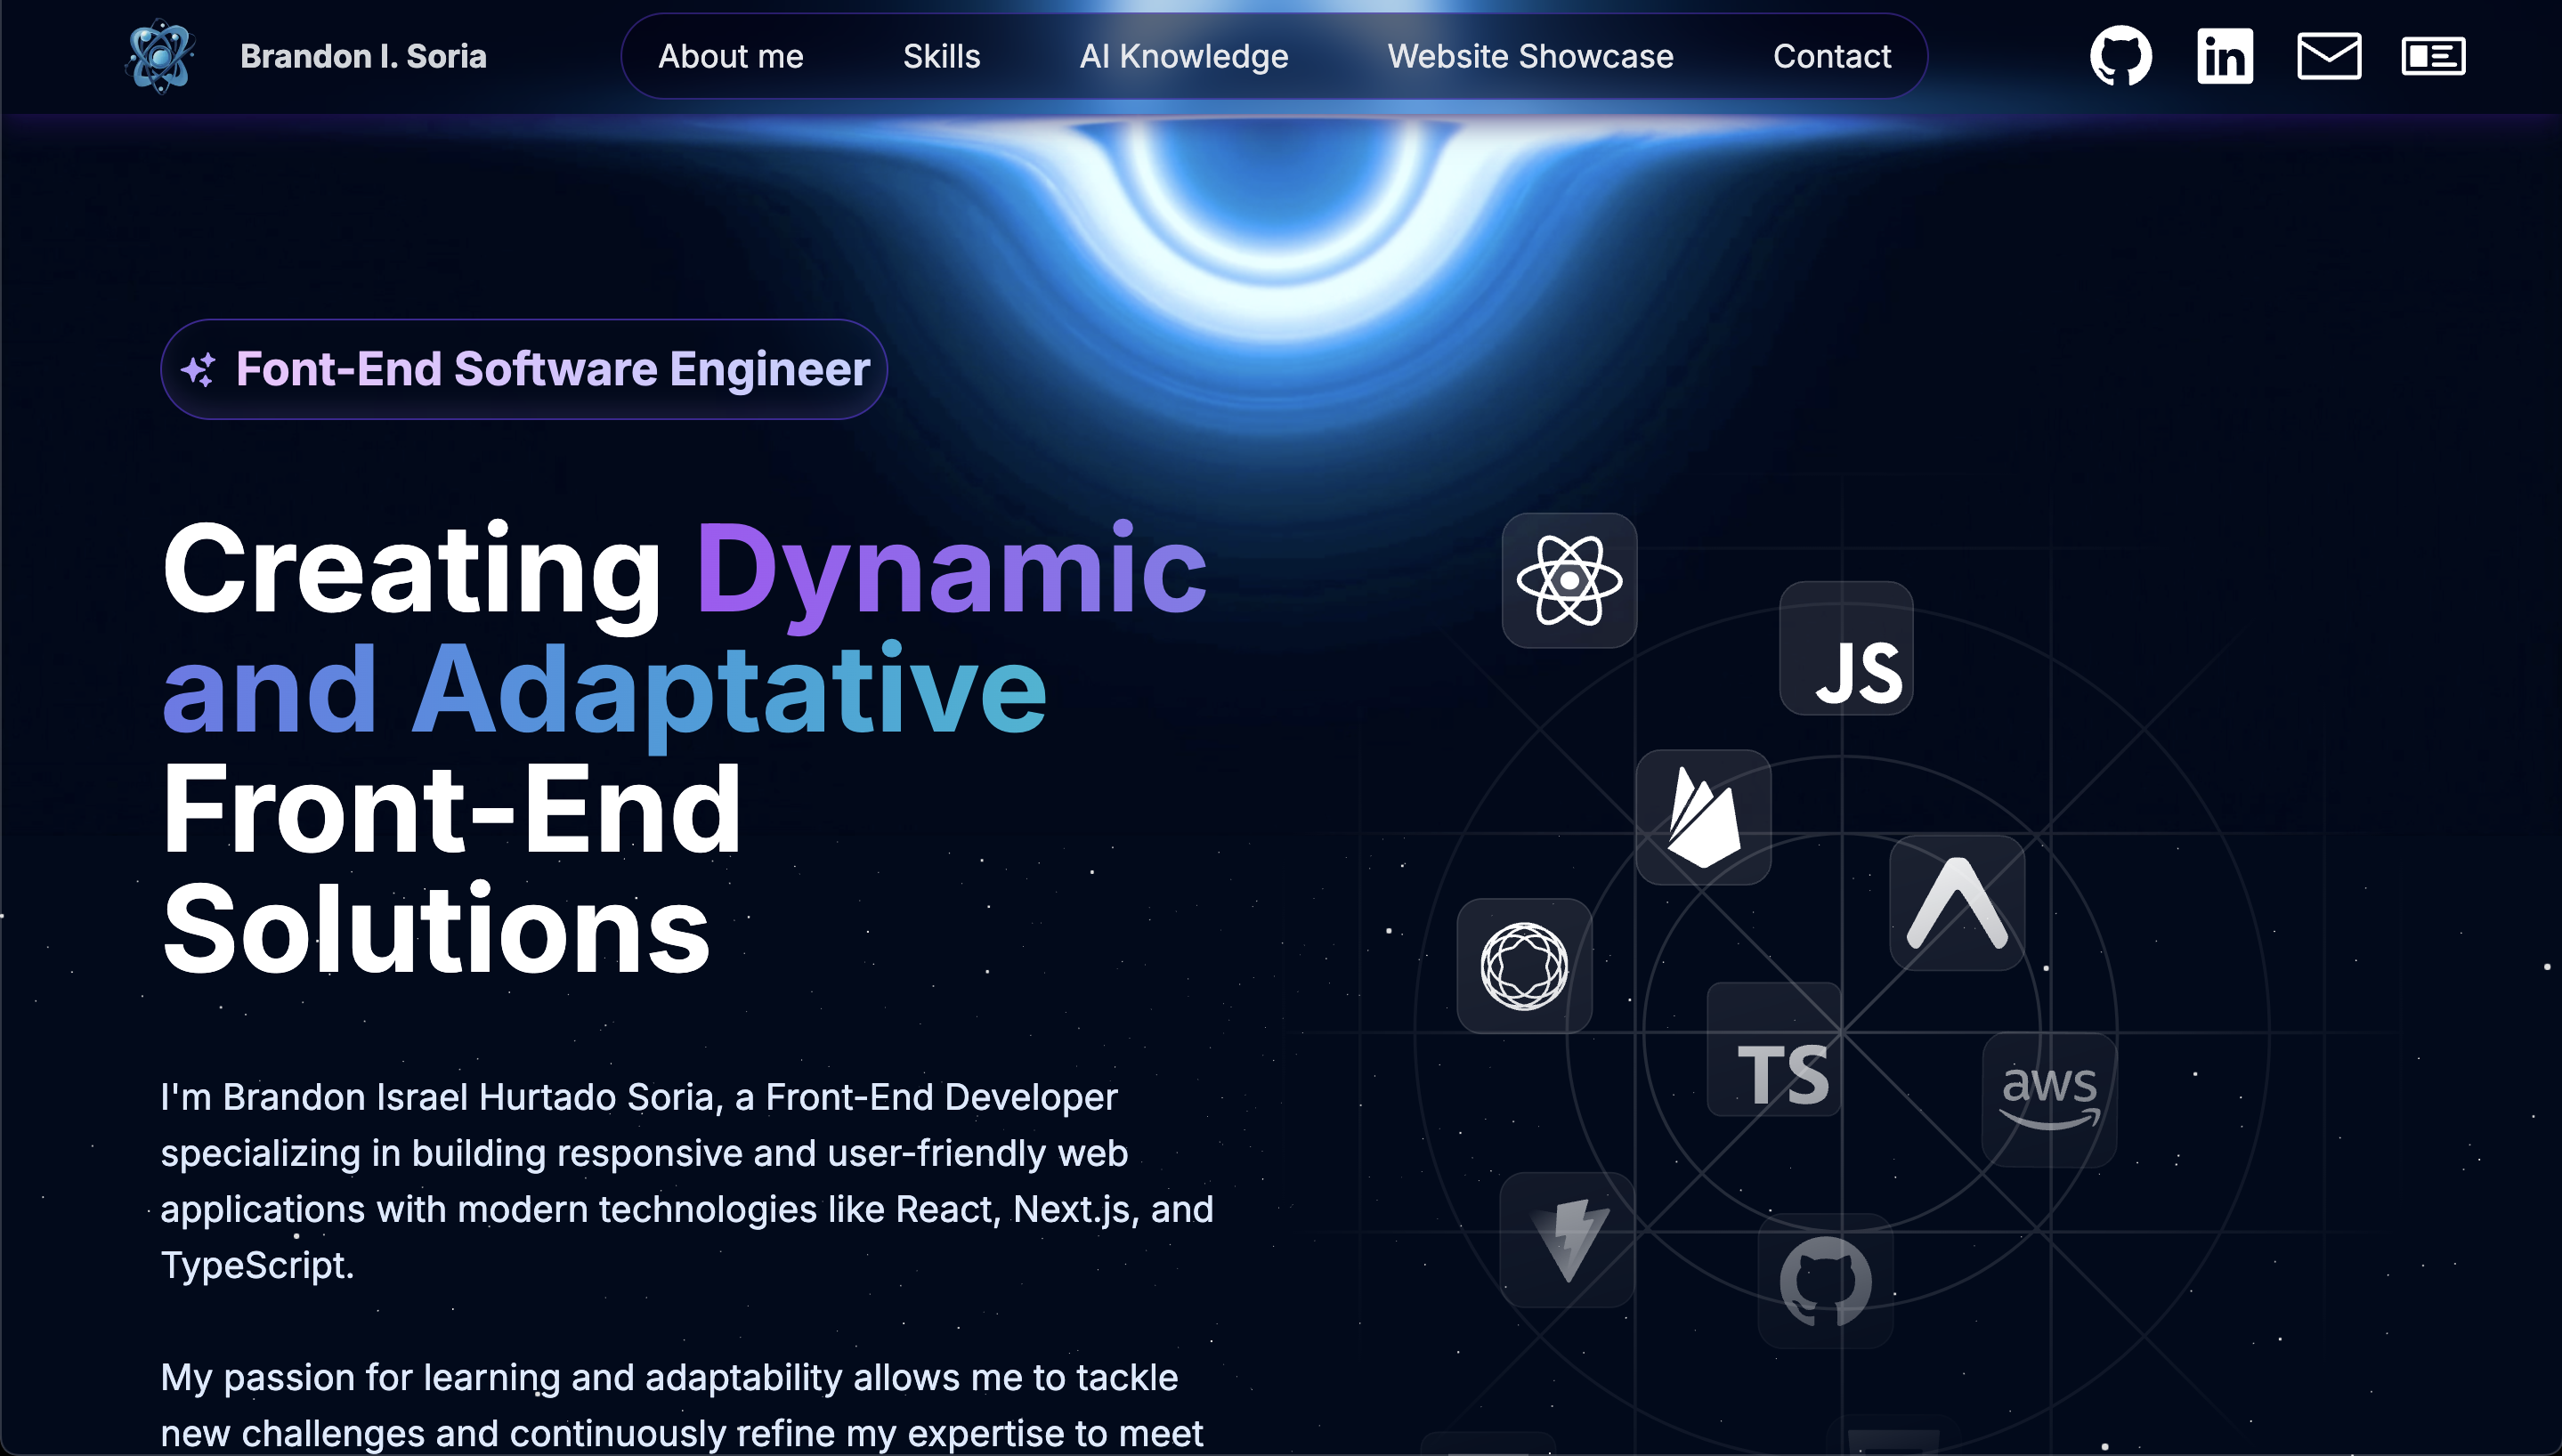 Brandon I. Soria
About me
Skills
AI Knowledge
Website Showcase
Contact
in
Font-End Software Engineer
Creating Dynamic
and Adaptative
Front-End
Solutions
JS
TS
aws
I'm Brandon Israel Hurtado Soria, a Front-End Developer
specializing in building responsive and user-friendly web
applications with modern technologies like React, Next.js, and
TypeScript.
My passion for learning and adaptability allows me to tackle
new challenges and continuously refine my expertise to meet